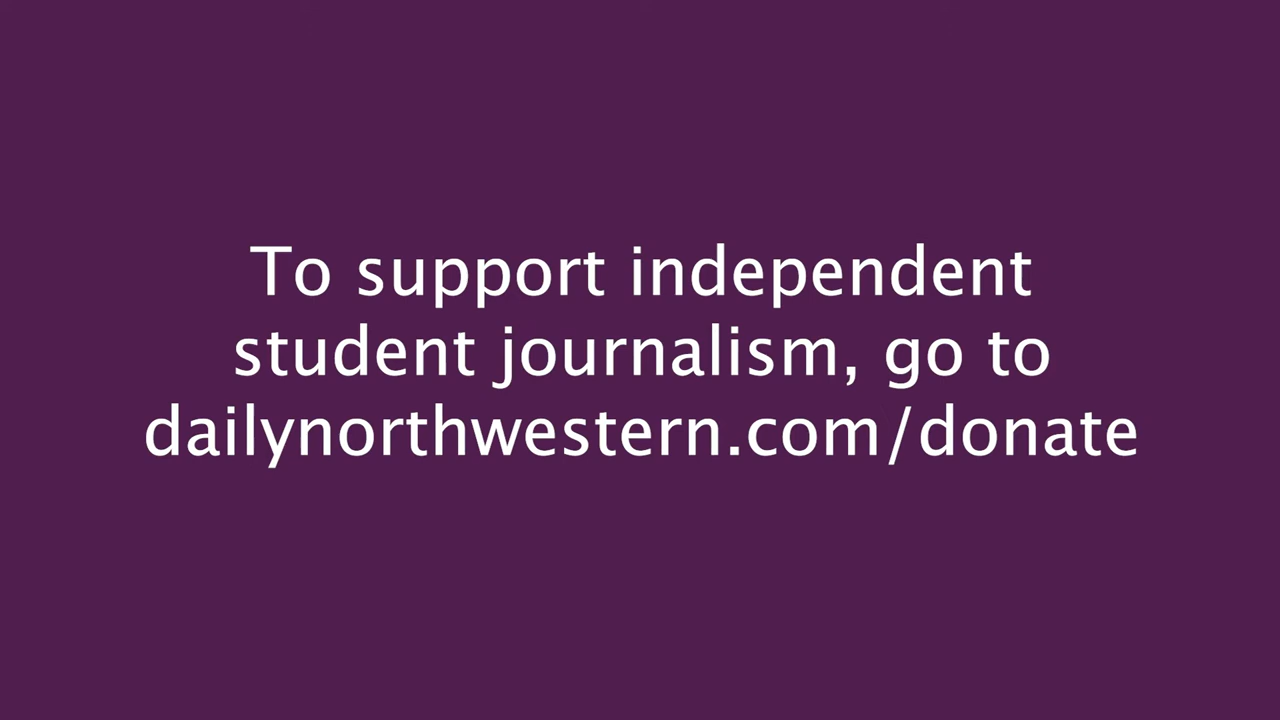 To support independent
student journalism, go to
dailynorthwestern.com/donate